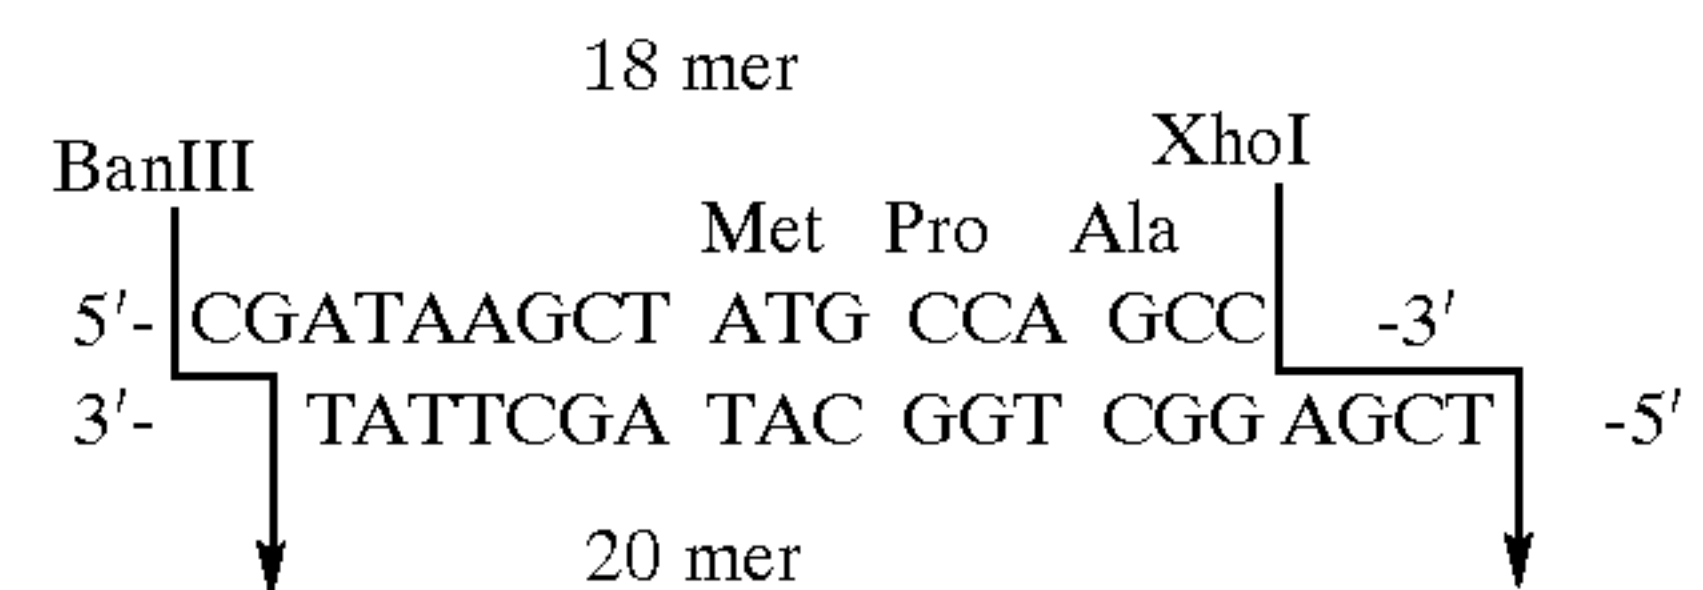 18 mer
BanIII XhoI
Met Pro Ala
5′- CGATAAGCT ATG CCA GCC -3′
3′- TATTCGA TAC GGT CGG AGCT -5′
20 mer